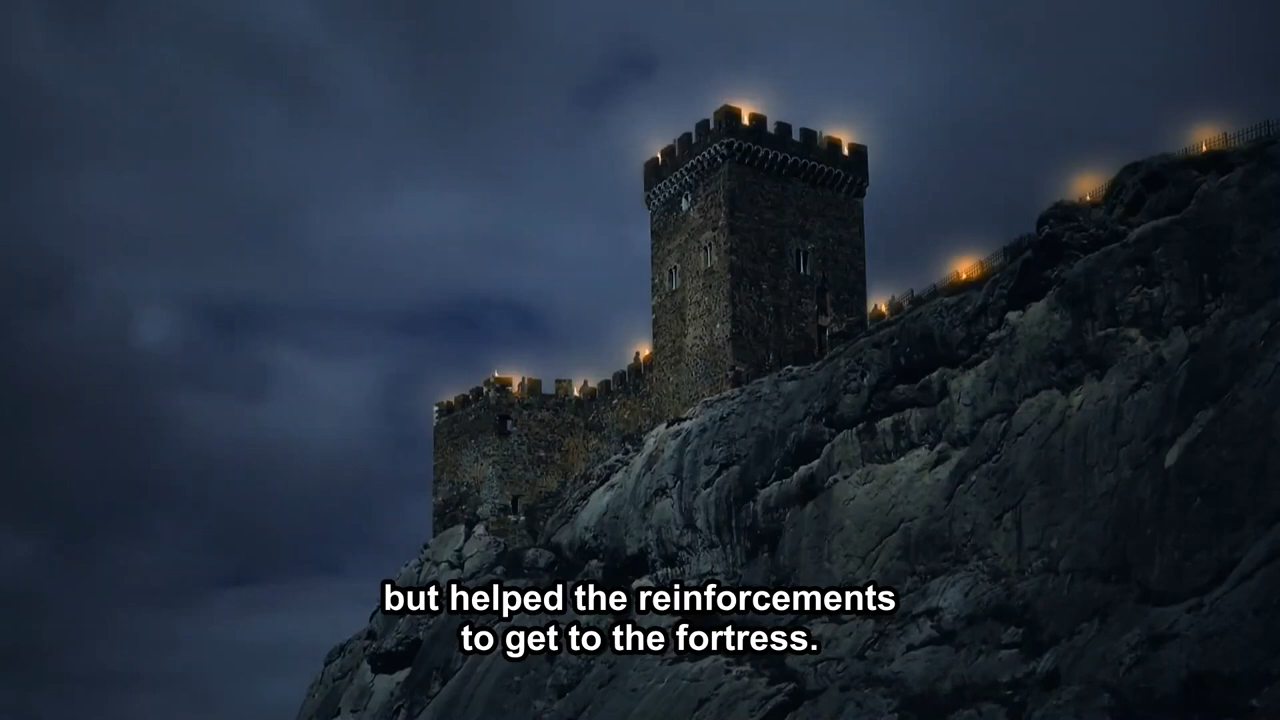 but helped the reinforcements
to get to the fortress.